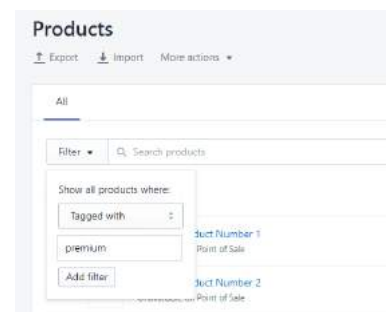 Products
Export Import More actions
All
Filter Search products
Show all products where:
Tagged with
premium
Add filter
duct Number 1
Point of Sale
duct Number 2
on Point of Sale